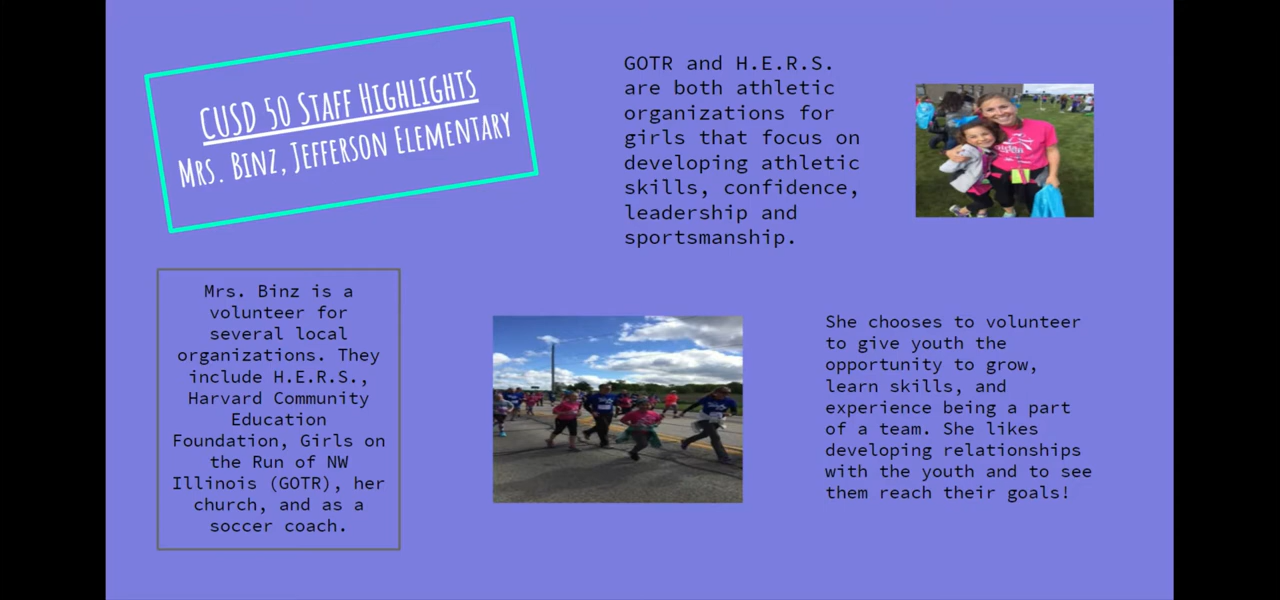 CUSD 50 Staff Highlights
Mrs. Binz, Jefferson Elementary
GOTR and H.E.R.S.
are both athletic
organizations for
girls that focus on
developing athletic
skills, confidence,
leadership and
sportsmanship.
Mrs. Binz is a
volunteer for
several local
organizations. They
include H.E.R.S.,
Harvard Community
Education
Foundation, Girls on
the Run of NW
Illinois (GOTR), her
church, and as a
soccer coach.
She chooses to volunteer
to give youth the
opportunity to grow,
learn skills, and
experience being a part
of a team. She likes
developing relationships
with the youth and to see
them reach their goals!